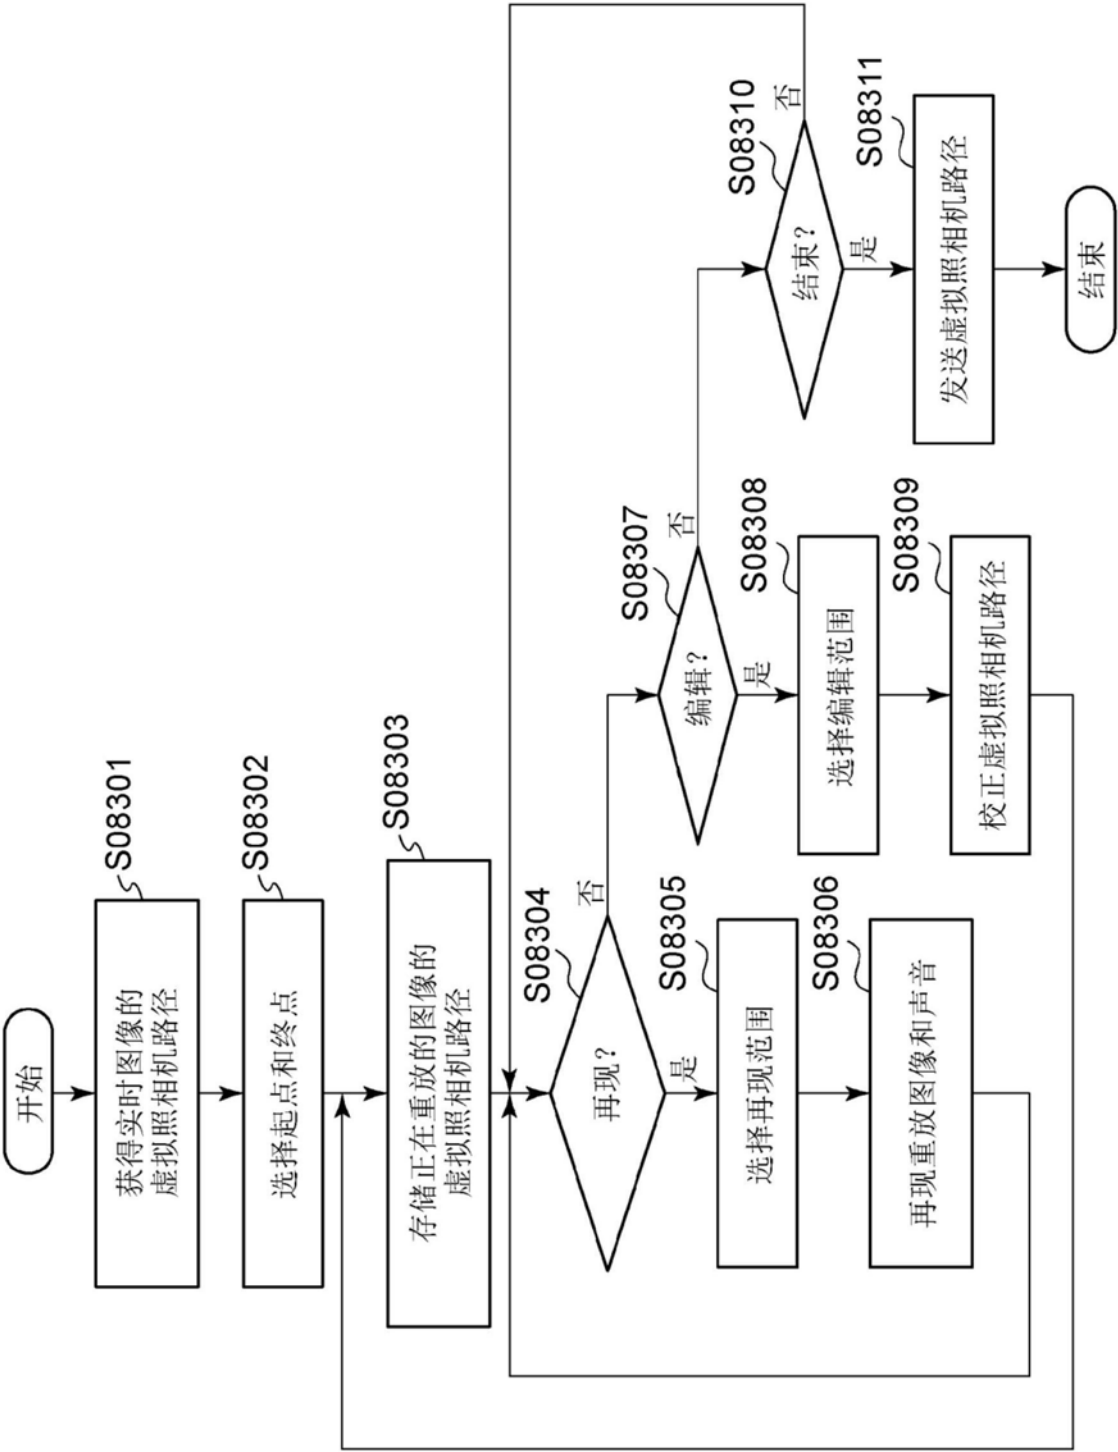 开始
S08301
获得实时图像的
虚拟照相机路径
S08302
选择起点和终点
S08303
存储正在重放的图像的
虚拟照相机路径
S08304
再现？
否
是
S08305
选择再现范围
S08306
再现重放图像和声音
S08307
编辑？
否
是
S08308
选择编辑范围
S08309
校正虚拟照相机路径
S08310
结束？
否
是
S08311
发送虚拟照相机路径
结束